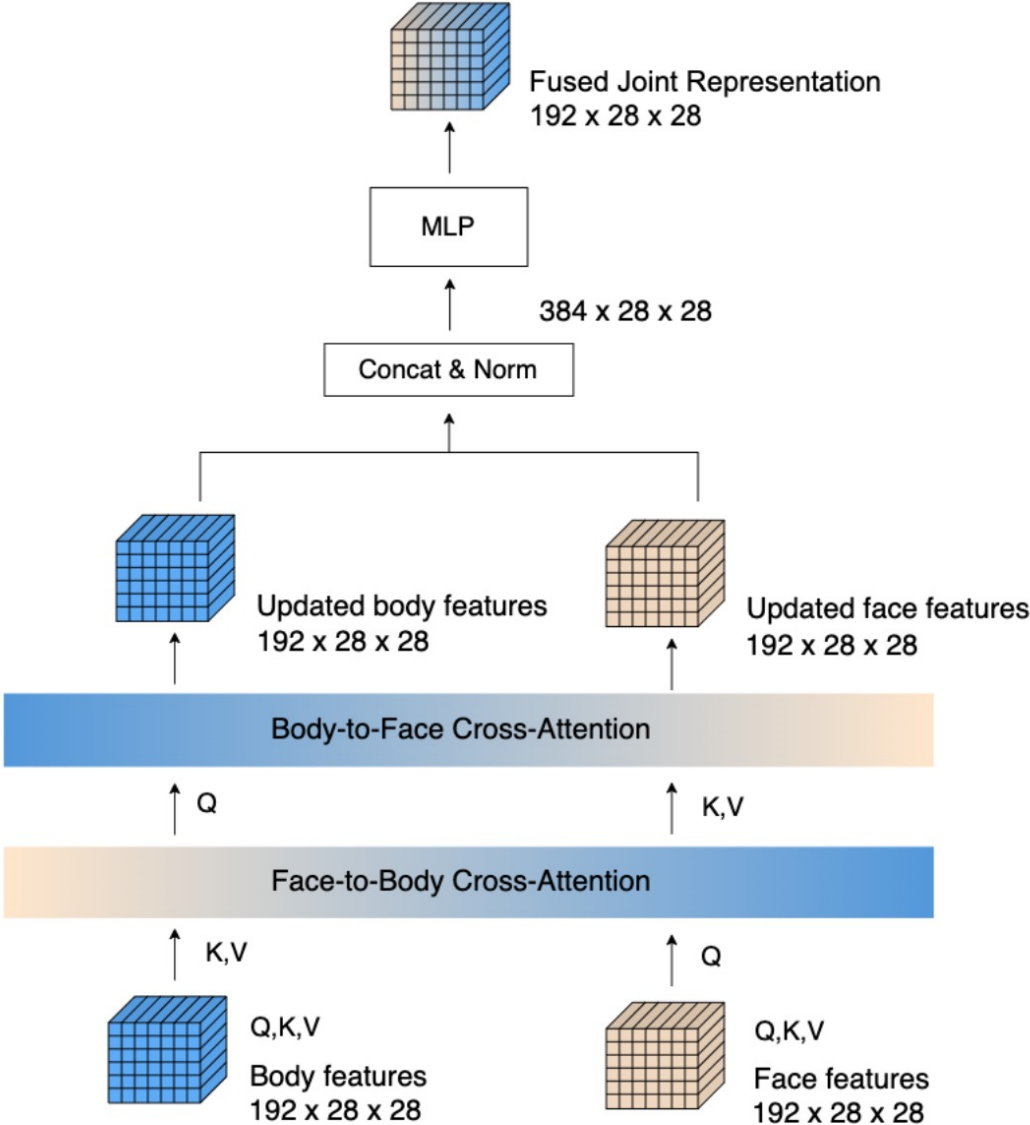 Fused Joint Representation
192 x 28 x 28
MLP
384 x 28 x 28
Concat & Norm
Updated body features
192 x 28 x 28
Updated face features
192 x 28 x 28
Body-to-Face Cross-Attention
Q
K,V
Face-to-Body Cross-Attention
K,V
Q
Q,K,V
Body features
192 x 28 x 28
Q,K,V
Face features
192 x 28 x 28